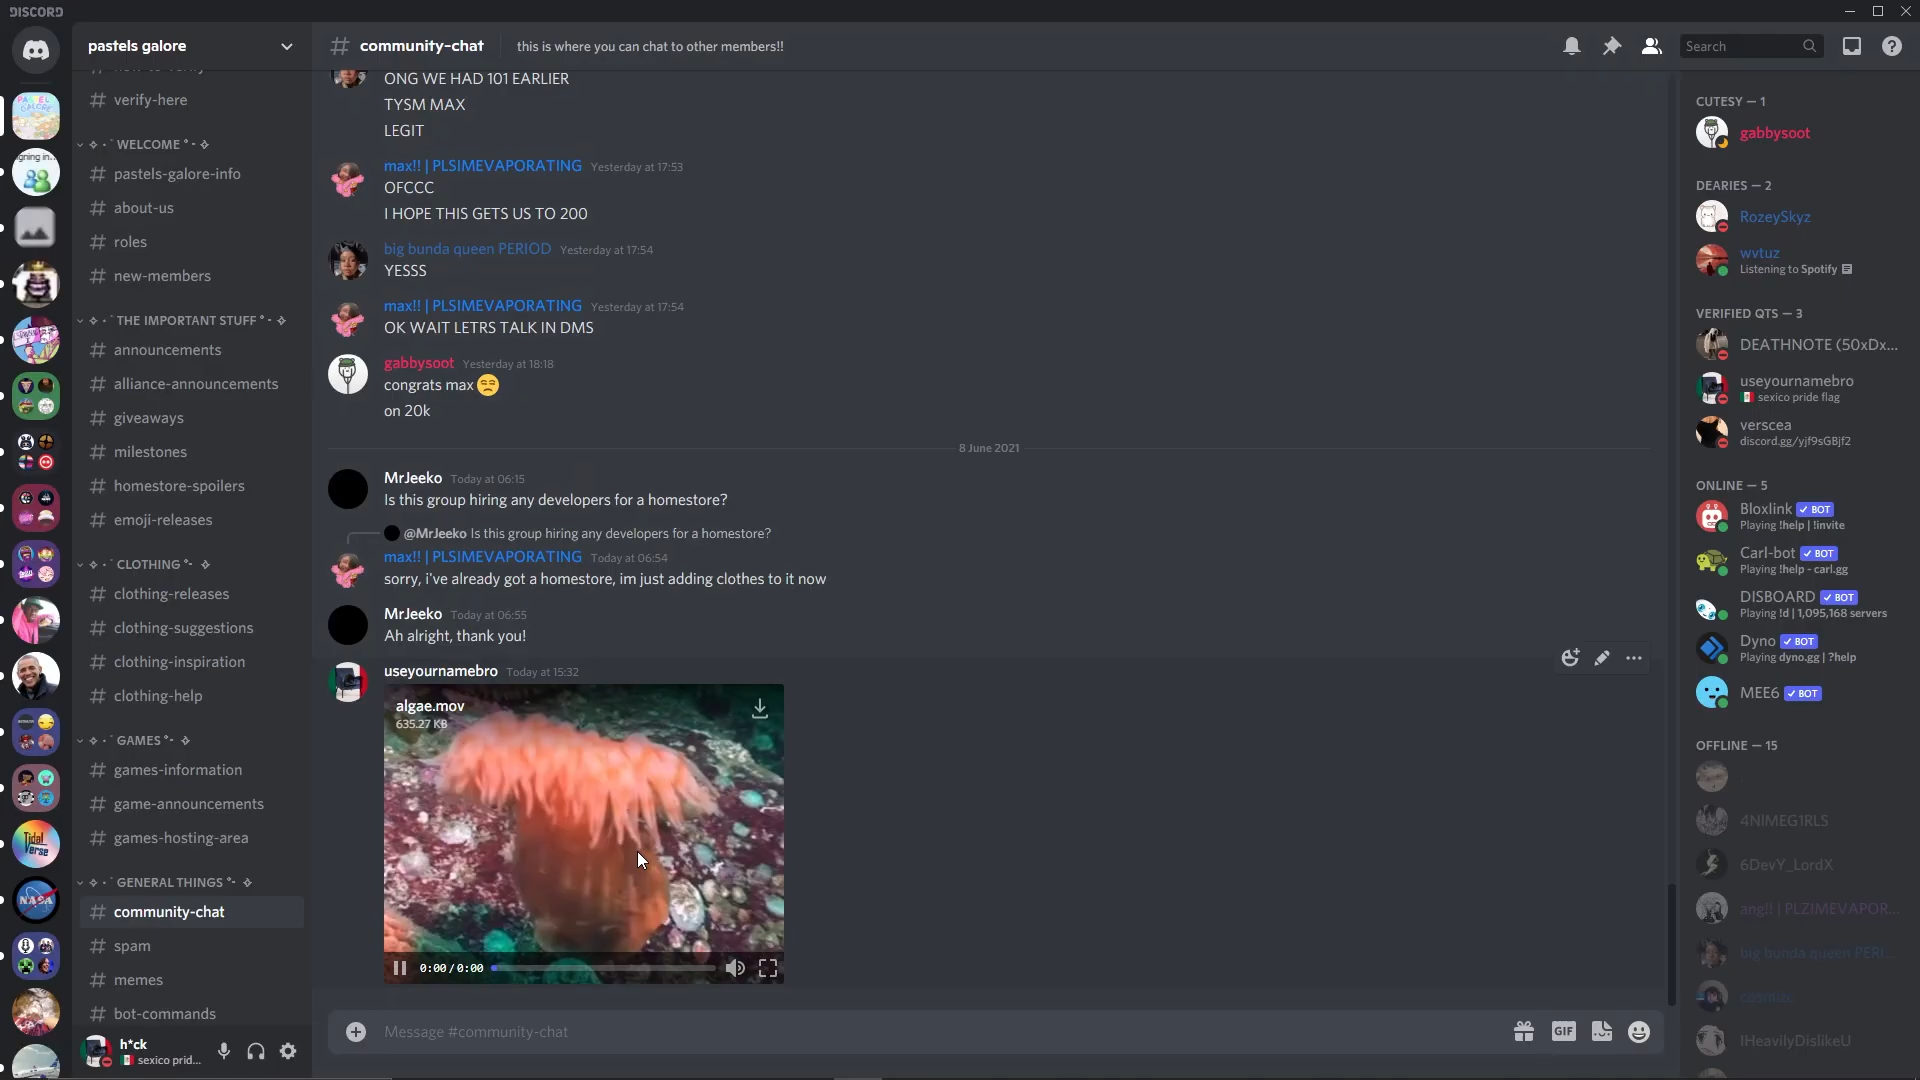 DISCORD
pastels galore
verify-here
WELCOME
pastels-galore-info
about-us
roles
new-members
THE IMPORTANT STUFF
announcements
alliance-announcements
giveaways
milestones
homestore-spoilers
emoji-releases
CLOTHING
clothing-releases
clothing-suggestions
clothing-inspiration
clothing-help
GAMES
games-information
game-announcements
games-hosting-area
GENERAL THINGS
community-chat
spam
memes
bot-commands
h*ck
sexico prid...
Tidal
Verse
NASA
community-chat
this is where you can chat to other members!!
Search
ONG WE HAD 101 EARLIER
TYSM MAX
LEGIT
max!! | PLSIMEVAPORATING Yesterday at 17:53
OFCCC
I HOPE THIS GETS US TO 200
big bunda queen PERIOD Yesterday at 17:54
YESSS
max!! | PLSIMEVAPORATING Yesterday at 17:54
OK WAIT LETRS TALK IN DMS
gabbysoot Yesterday at 18:18
congrats max 😒
on 20k
8 June 2021
MrJeeko Today at 06:15
Is this group hiring any developers for a homestore?
@MrJeeko Is this group hiring any developers for a homestore?
max!! | PLSIMEVAPORATING Today at 06:54
sorry, i've already got a homestore, im just adding clothes to it now
MrJeeko Today at 06:55
Ah alright, thank you!
useyournamebro Today at 15:32
algae.mov
635.27 KB
0:00/0:00
Message #community-chat
GIF
CUTESY — 1
gabbysoot
DEARIES — 2
RozeySkyz
wvtuz
Listening to Spotify
VERIFIED QTS — 3
DEATHNOTE (50xDx...
useyournamebro
sexico pride flag
verscea
discord.gg/yjf9sGBjf2
ONLINE — 5
Bloxlink ✓ BOT
Playing !help | !invite
Carl-bot ✓ BOT
Playing !help - carl.gg
DISBOARD ✓ BOT
Playing !d | 1,095,168 servers
Dyno ✓ BOT
Playing dyno.gg | ?help
MEE6 ✓ BOT
OFFLINE — 15
4NIMEG1RLS
6DevY_LordX
ang!! | PLZIMEVAPOR...
big bunda queen PERI...
IHeavilyDislikeU